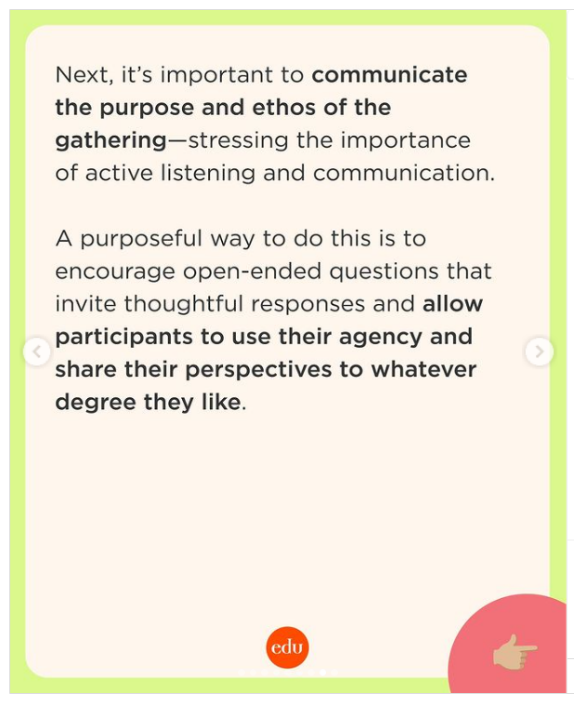 Next, it’s important to communicate
the purpose and ethos of the
gathering—stressing the importance
of active listening and communication.
A purposeful way to do this is to
encourage open-ended questions that
invite thoughtful responses and allow
participants to use their agency and
share their perspectives to whatever
degree they like.
edu